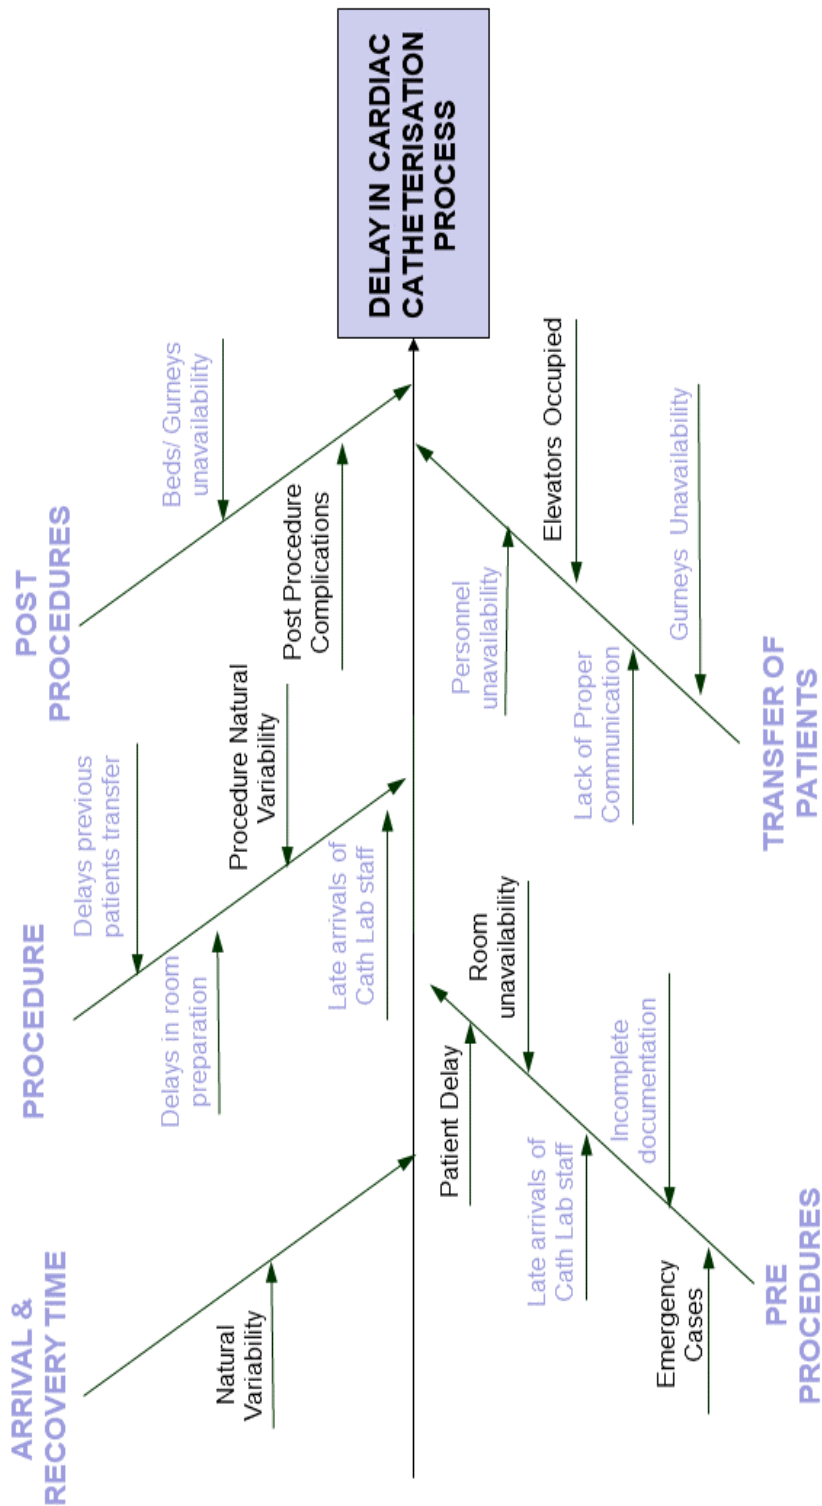 ARRIVAL &
RECOVERY TIME
Natural
Variability
PROCEDURE
Delays previous
patients transfer
Delays in room
preparation
Procedure Natural
Variability
Late arrivals of
Cath Lab staff
POST
PROCEDURES
Beds/ Gurneys
unavailability
Post Procedure
Complications
DELAY IN CARDIAC
CATHETERISATION
PROCESS
Patient Delay
Room
unavailability
Late arrivals of
Cath Lab staff
Incomplete
documentation
Emergency
Cases
PRE
PROCEDURES
Personnel
unavailability
Elevators Occupied
Lack of Proper
Communication
Gurneys Unavailability
TRANSFER OF
PATIENTS